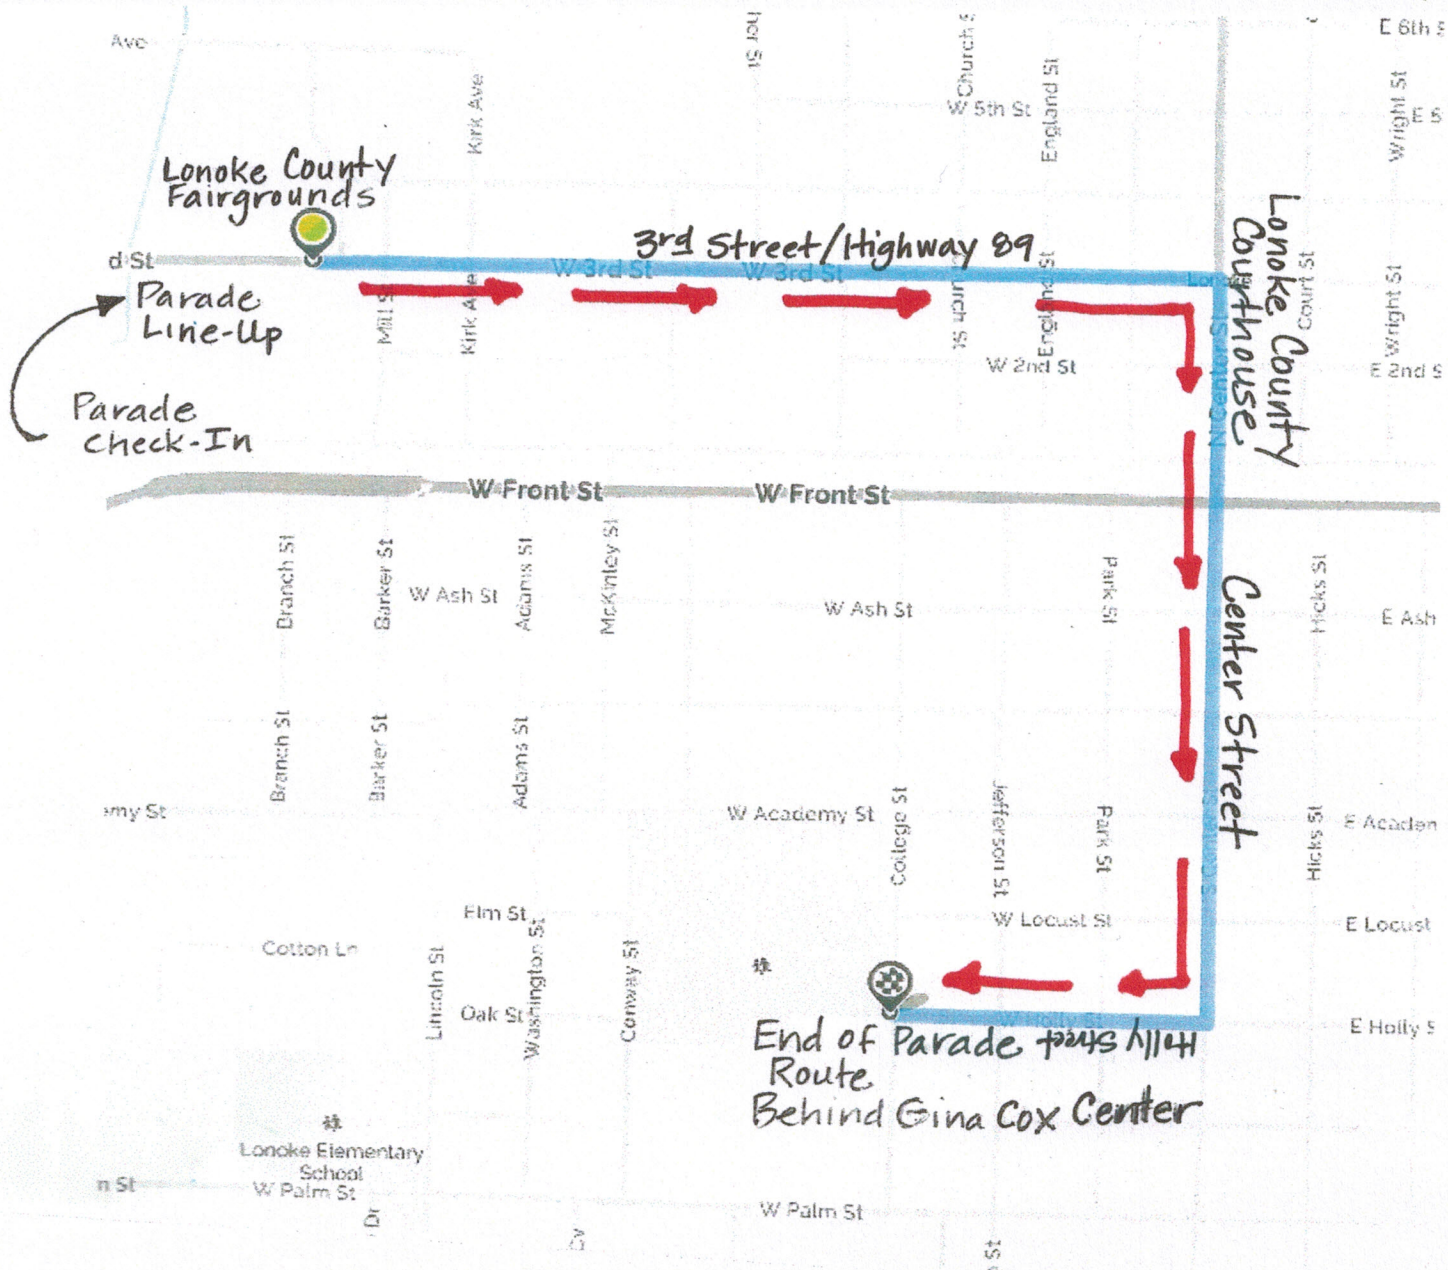 Ave
Kirk Ave
Church S
England St
W 5th St
E 6th S
Wright St
E 5
Lonoke County
Fairgrounds
3rd Street/Highway 89
d St
W 3rd St
W 3rd St
Parade
Line-Up
Mill St
Kirk Ave
England St
W 2nd St
N Center St
Lonoke County
Courthouse
Court St
Wright St
E 2nd S
Parade
Check-In
W Front St
W Front St
Branch St
Barker St
W Ash St
Adams St
McKinley St
W Ash St
Park St
Hicks St
E Ash
Center Street
Branch St
Barker St
Adams St
my St
W Academy St
College St
Jefferson St
Park St
S Center St
Hicks St
E Academ
Elm St
W Locust St
E Locust
Cotton Ln
Lincoln St
Washington St
Conway St
Oak St
W Holly St
E Holly S
Holly Street
End of Parade
Route
Behind Gina Cox Center
Lonoke Elementary
School
W Palm St
n St
Dr
W Palm St
St